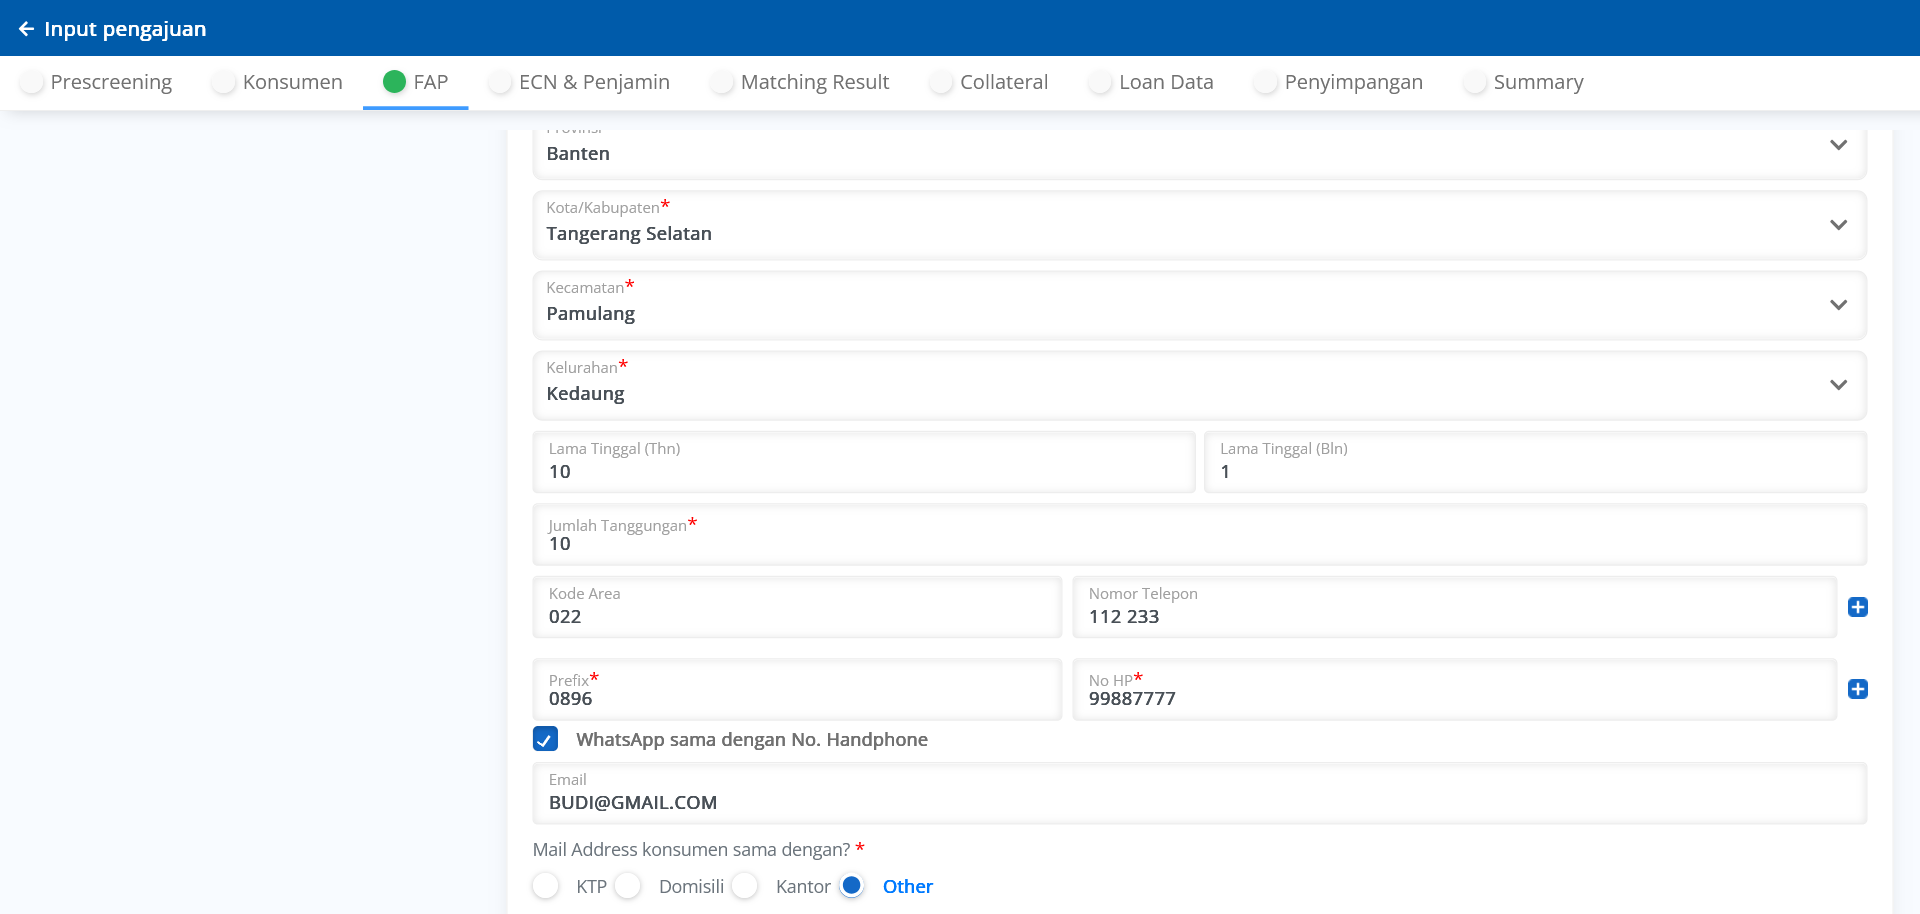 Input pengajuan
Prescreening Konsumen FAP ECN & Penjamin Matching Result Collateral Loan Data Penyimpangan Summary
Provinsi
Banten
Kota/Kabupaten*
Tangerang Selatan
Kecamatan*
Pamulang
Kelurahan*
Kedaung
Lama Tinggal (Thn)
10
Lama Tinggal (Bln)
1
Jumlah Tanggungan*
10
Kode Area
022
Nomor Telepon
112 233
Prefix*
0896
No HP*
99887777
WhatsApp sama dengan No. Handphone
Email
BUDI@GMAIL.COM
Mail Address konsumen sama dengan? *
KTP Domisili Kantor Other